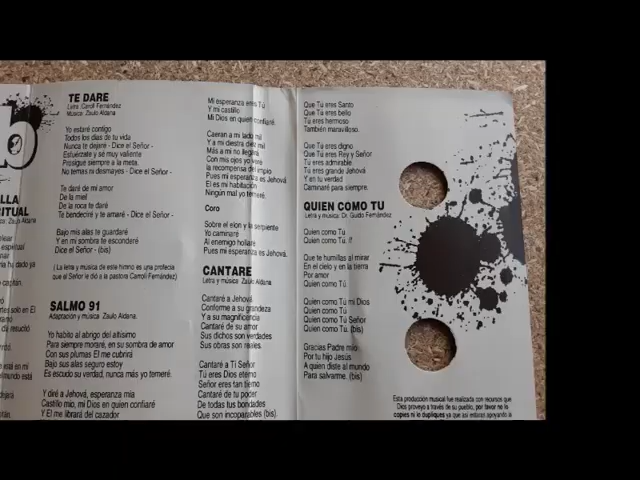 LLA
RITUAL
TE DARE
Letra: Caroll Fernández
Música: Zaulo Aldana
Yo estaré contigo
Todos los días de tu vida
Nunca te dejaré - Dice el Señor -
Esfuérzate y sé muy valiente
Prosigue siempre a la meta.
No temas ni desmayes - Dice el Señor -
Te daré de mi amor
De la miel
De la roca te daré
Te bendeciré y te amaré - Dice el Señor -
Bajo mis alas te guardaré
Y en mi sombra te esconderé
Dice el Señor - (bis)
( La letra y música de este himno es una profecía
que el Señor le dió a la pastora Carroll Fernández)
SALMO 91
Adaptación y música Zaulo Aldana.
Yo habito al abrigo del altísimo
Para siempre moraré, en su sombra de amor
Con sus plumas El me cubrirá
Bajo sus alas seguro estoy
Es escudo su verdad, nunca más yo temeré.
Y diré a Jehová, esperanza mía
Castillo mío, mi Dios en quien confiaré
Y El me librará del cazador
Mi esperanza eres Tú
Y mi castillo
Mi Dios en quien confiaré.
Caeran a mi lado mil
Y a mi diestra diez mil
Más a mi no llegará
Con mis ojos yo veré
la recompensa del impío
Pues mi esperanza es Jehová
El es mi habitación
Ningún mal yo temeré.
Coro
Sobre el león y la serpiente
Yo caminaré
Al enemigo hollaré
Pues mi esperanza es Jehová.
CANTARE
Letra y música Zaulo Aldana
Cantaré a Jehová
Conforme a su grandeza
Y a su magnificencia
Cantaré de su amor
Sus dichos son verdades
Sus obras son reales.
Cantaré a Ti Señor
Tú eres Dios eterno
Señor eres tan tierno
Cantaré de tu poder
De todas tus bondades
Que son incoparables (bis).
Que Tú eres Santo
Que Tú eres bello
Tú eres hermoso
También maravilloso.
Que Tú eres digno
Que Tú eres Rey y Señor
Tú eres admirable
Tú eres grande Jehová
Y en tu verdad
Caminaré para siempre.
QUIEN COMO TU
Letra y música: Dr. Guido Fernández
Quien como Tú
Quien como Tú.
Que te humillas al mirar
En el cielo y en la tierra
Por amor
Quien como Tú.
Quien como Tú mi Dios
Quien como Tú
Quien como Tú Señor
Quien como Tú. (bis)
Gracias Padre mío
Por tu hijo Jesús
A quien diste al mundo
Para salvarme. (bis)
Esta producción musical fue realizada con recursos que
Dios proveyo a través de su pueblo, por favor no la
copies ni la dupliques ya que así estaras apoyando la